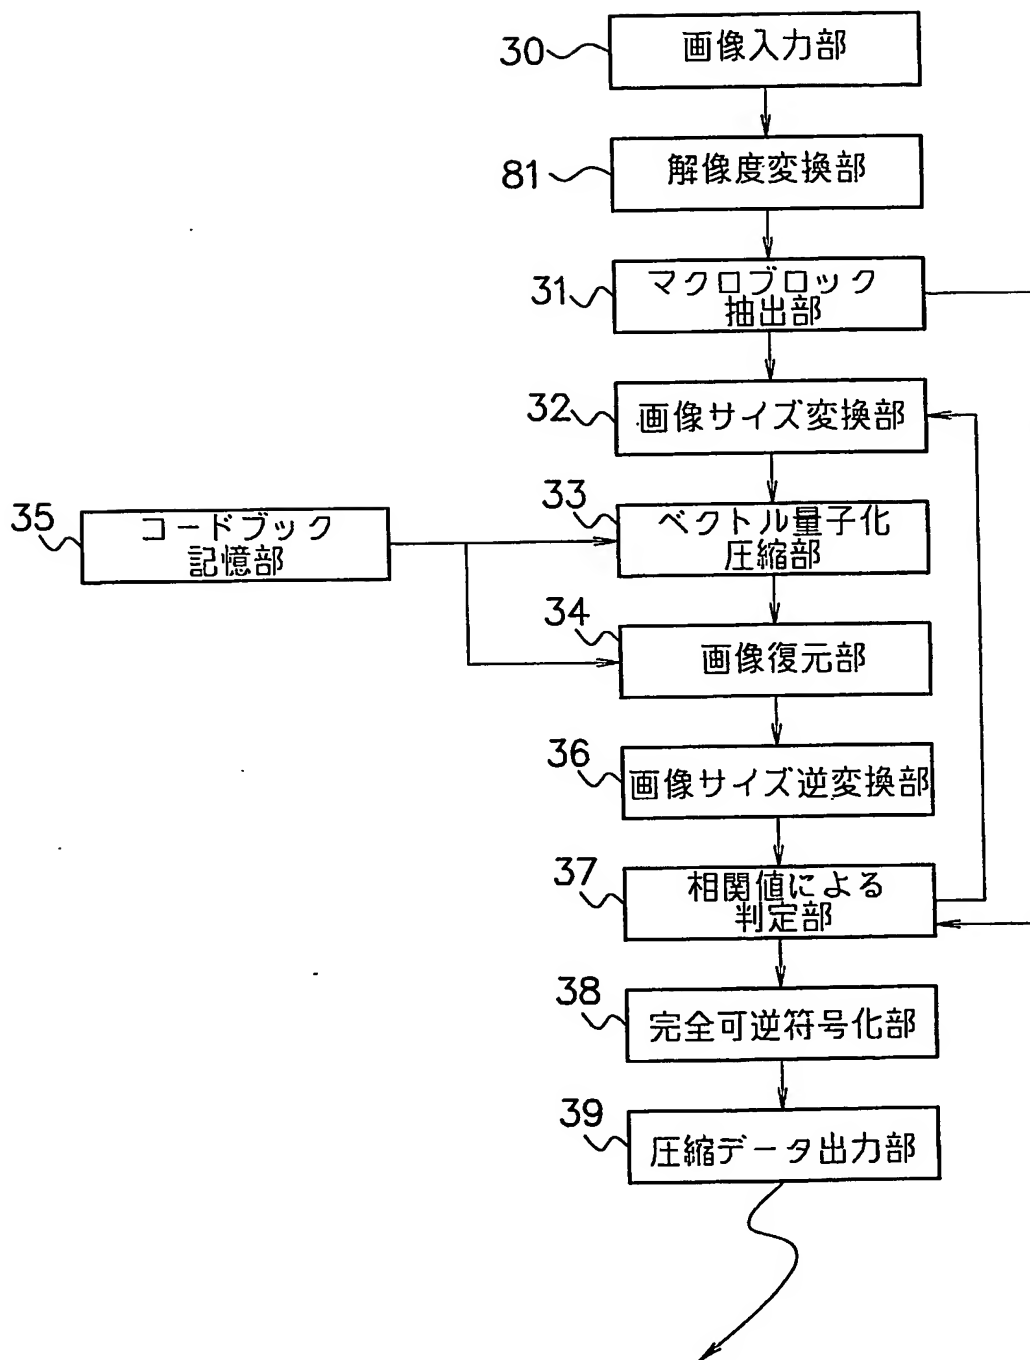 30
画像入力部
81
解像度変換部
31
マクロブロック
抽出部
32
画像サイズ変換部
33
ベクトル量子化
圧縮部
35
コードブック
記憶部
34
画像復元部
36
画像サイズ逆変換部
37
相関値による
判定部
38
完全可逆符号化部
39
圧縮データ出力部